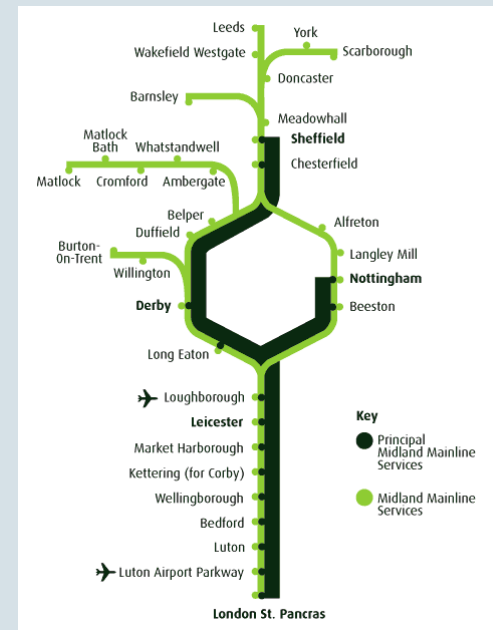 Leeds
York
Wakefield Westgate
Scarborough
Doncaster
Barnsley
Meadowhall
Sheffield
Matlock
Bath
Whatstandwell
Chesterfield
Matlock
Cromford
Ambergate
Belper
Alfreton
Duffield
Burton-
On-Trent
Langley Mill
Willington
Nottingham
Derby
Beeston
Long Eaton
Loughborough
Leicester
Key
Market Harborough
Principal
Midland Mainline
Services
Kettering (for Corby)
Wellingborough
Midland Mainline
Services
Bedford
Luton
Luton Airport Parkway
London St. Pancras